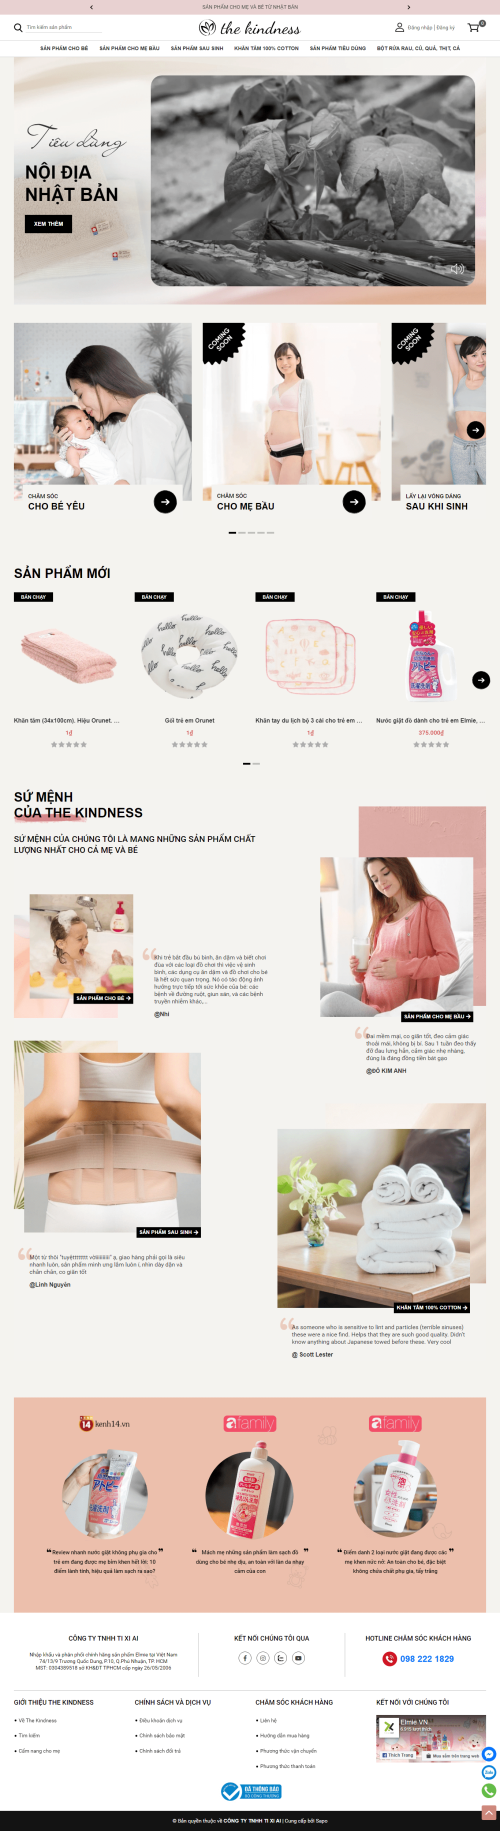 SẢN PHẨM CHO MẸ VÀ BÉ TỪ NHẬT BẢN
Tìm kiếm sản phẩm
the kindness
Đăng nhập | Đăng ký
0
SẢN PHẨM CHO BÉ
SẢN PHẨM CHO MẸ BẦU
SẢN PHẨM SAU SINH
KHĂN TẮM 100% COTTON
SẢN PHẨM TIÊU DÙNG
BỘT RỬA RAU, CỦ, QUẢ, THỊT, CÁ
Tiêu dùng
NỘI ĐỊA
NHẬT BẢN
XEM THÊM
COMING
SOON
COMING
SOON
CHĂM SÓC
CHO BÉ YÊU
CHĂM SÓC
CHO MẸ BẦU
LẤY LẠI VÓNG DÁNG
SAU KHI SINH
SẢN PHẨM MỚI
BÁN CHẠY
BÁN CHẠY
BÁN CHẠY
BÁN CHẠY
hello
Khăn tắm (34x100cm). Hiệu Orunet. ...
Gối trẻ em Orunet
Khăn tay du lịch bộ 3 cái cho trẻ em ...
Nước giặt đồ dành cho trẻ em Elmie, ...
1₫
1₫
1₫
375.000₫
SỨ MỆNH
CỦA THE KINDNESS
SỨ MỆNH CỦA CHÚNG TÔI LÀ MANG NHỮNG SẢN PHẨM CHẤT
LƯỢNG NHẤT CHO CẢ MẸ VÀ BÉ
SẢN PHẨM CHO BÉ
Khi trẻ bắt đầu bú bình, ăn dặm và biết chơi
đùa với các loại đồ chơi thì việc vệ sinh
bình, các dụng cụ ăn dặm và đồ chơi cho bé
là hết sức quan trọng. Nó có tác động ảnh
hưởng trực tiếp tới sức khỏe của bé: các
bệnh về đường ruột, giun sán, và các bệnh
truyền nhiễm khác,...
@Nhi
SẢN PHẨM CHO MẸ BẦU
Đai mềm mại, co giãn tốt, đeo cảm giác
thoải mái, không bị bí. Sau 1 tuần đeo thấy
đỡ đau lưng hẳn, cảm giác nhẹ nhàng,
đúng là đáng đồng tiền bát gạo
@ĐỖ KIM ANH
SẢN PHẨM SAU SINH
Một từ thôi "tuyệtttttttt vờiiiiiiiii" ạ, giao hàng phải gọi là siêu
nhanh luôn, sản phẩm mình ưng lắm luôn í, nhìn dày dặn và
chắn chắn, co giãn tốt
@Linh Nguyễn
KHĂN TẮM 100% COTTON
As someone who is sensitive to lint and particles (terrible sinuses)
these were a nice find. Helps that they are such good quality. Didn't
know anything about Japanese towed before these. Very cool
@ Scott Lester
14 kenh14.vn
afamily
afamily
Review nhanh nước giặt không phụ gia cho
trẻ em đang được mẹ bỉm khen hết lời; 10
điểm lành tính, hiệu quả làm sạch ra sao?
Mách mẹ những sản phẩm làm sạch đồ
dùng cho bé nhẹ dịu, an toàn với làn da nhạy
cảm của con
Điểm danh 2 loại nước giặt đang được các
mẹ khen nức nở: An toàn cho bé, đặc biệt
không chứa chất phụ gia, tẩy trắng
CÔNG TY TNHH TI XI AI
Nhập khẩu và phân phối chính hãng sản phẩm Elmie tại Việt Nam
74/13/9 Trương Quốc Dung, P.10, Q.Phú Nhuận, TP. HCM
MST: 0304389518 sở KH&ĐT TPHCM cấp ngày 26/05/2006
KẾT NỐI CHÚNG TÔI QUA
HOTLINE CHĂM SÓC KHÁCH HÀNG
098 222 1829
GIỚI THIỆU THE KINDNESS
Về The Kindness
Tìm kiếm
Cẩm nang cho mẹ
CHÍNH SÁCH VÀ DỊCH VỤ
Điều khoản dịch vụ
Chính sách bảo mật
Chính sách đổi trả
CHĂM SÓC KHÁCH HÀNG
Liên hệ
Hướng dẫn mua hàng
Phương thức vận chuyển
Phương thức thanh toán
KẾT NỐI VỚI CHÚNG TÔI
Elmie VN
Thích Trang
Mua sắm trên trang web
Zalo
ĐÃ THÔNG BÁO
BỘ CÔNG THƯƠNG
© Bản quyền thuộc về CÔNG TY TNHH TI XI AI | Cung cấp bởi Sapo